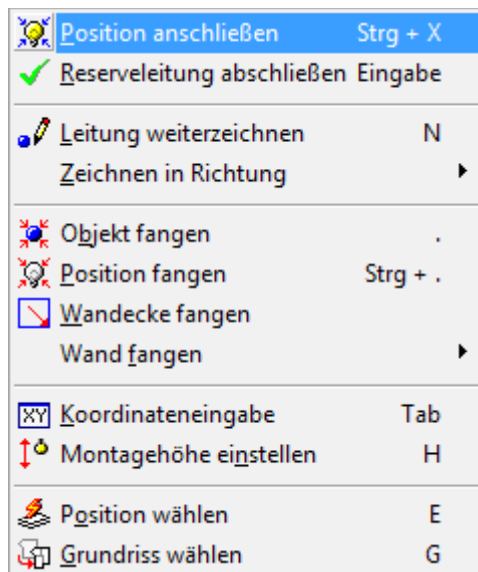 Position anschließen Strg + X
Reserveleitung abschließen Eingabe
Leitung weiterzeichnen N
Zeichnen in Richtung
Objekt fangen .
Position fangen Strg + .
Wandecke fangen
Wand fangen
XY Koordinateneingabe Tab
Montagehöhe einstellen H
Position wählen E
Grundriss wählen G